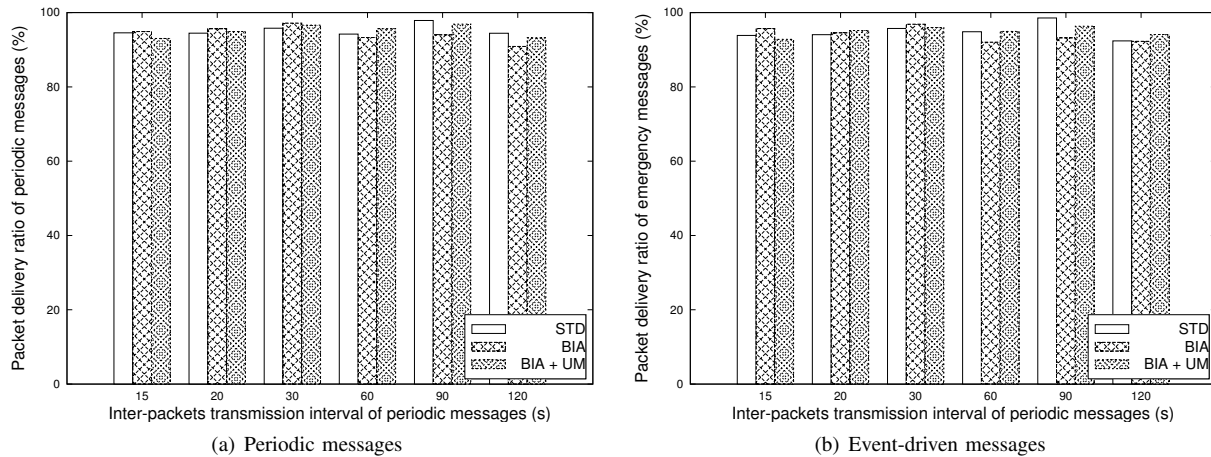 Packet delivery ratio of periodic messages (%)
100
80
60
40
20
0
STD
BIA
BIA + UM
15 20 30 60 90 120
Inter-packets transmission interval of periodic messages (s)
(a) Periodic messages
Packet delivery ratio of emergency messages (%)
100
80
60
40
20
0
STD
BIA
BIA + UM
15 20 30 60 90 120
Inter-packets transmission interval of periodic messages (s)
(b) Event-driven messages